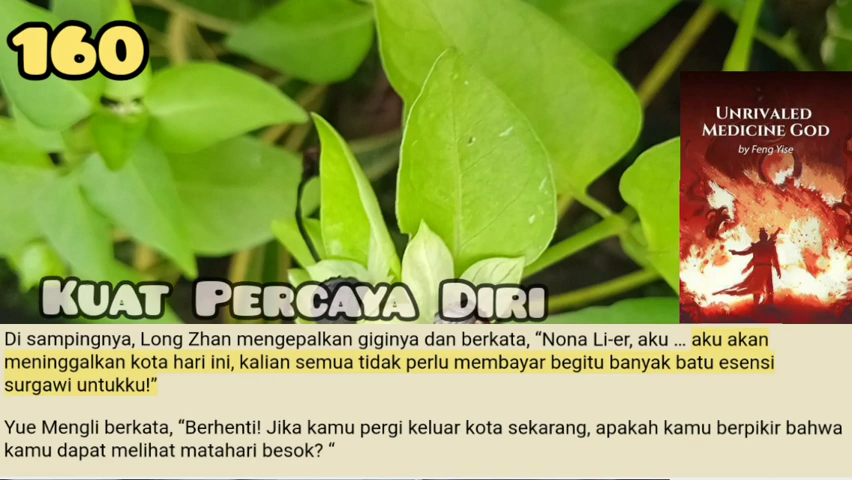 160
UNRIVALED
MEDICINE GOD
by Feng Yise
KUAT PERCAYA DIRI
Di sampingnya, Long Zhan mengepalkan giginya dan berkata, “Nona Li-er, aku ... aku akan
meninggalkan kota hari ini, kalian semua tidak perlu membayar begitu banyak batu esensi
surgawi untukku!”
Yue Mengli berkata, “Berhenti! Jika kamu pergi keluar kota sekarang, apakah kamu berpikir bahwa
kamu dapat melihat matahari besok? “